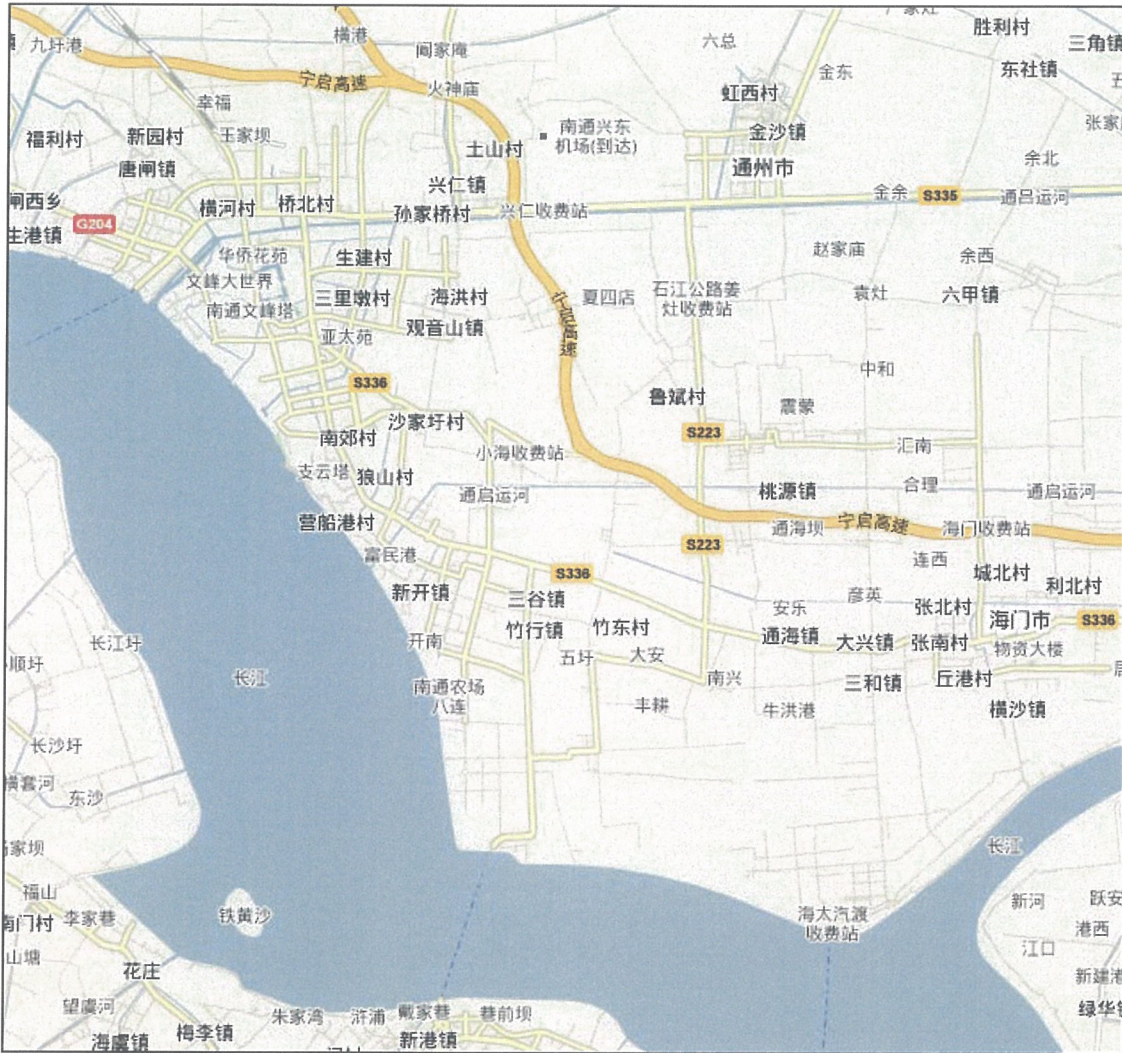 九圩港
横港
阚家庵
六总
胜利村
三角镇
东社镇
金东
宁启高速
火神庙
虹西村
幸福
福利村
新园村
王家坝
南通兴东
机场(到达)
金沙镇
土山村
通州市
余北
唐闸镇
兴仁镇
闸西乡
横河村
桥北村
孙家桥村
兴仁收费站
金余
S335
通吕运河
G204
生港镇
华侨花苑
生建村
赵家庙
余西
文峰大世界
三里墩村
海洪村
宁启高速
夏四店
石江公路姜
灶收费站
袁灶
六甲镇
南通文峰塔
亚太苑
观音山镇
中和
S336
鲁斌村
震蒙
沙家圩村
S223
南郊村
小海收费站
汇南
支云塔
狼山村
通启运河
桃源镇
合理
通启运河
营船港村
通海坝
宁启高速
海门收费站
S223
富民港
连西
S336
城北村
利北村
新开镇
三谷镇
彦英
安乐
张北村
海门市
S336
竹行镇
竹东村
通海镇
大兴镇
张南村
长江圩
开南
物资大楼
顺圩
五圩
大安
长江
南兴
三和镇
丘港村
南通农场
八连
丰耕
牛洪港
横沙镇
长沙圩
横套河
东沙
家坝
长江
福山
新河
跃安
南门村
李家巷
铁黄沙
海太汽渡
收费站
港西
江口
山塘
花庄
新建港
望虞河
朱家湾
浒浦
戴家巷
巷前坝
绿华镇
海虞镇
梅李镇
新港镇